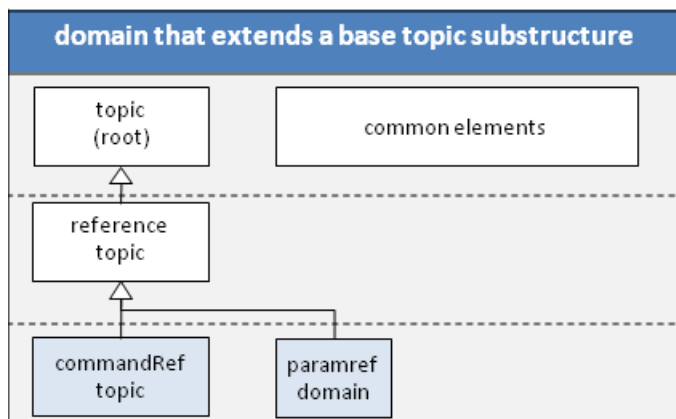 domain that extends a base topic substructure
topic
(root)
common elements
reference
topic
commandRef
topic
paramref
domain